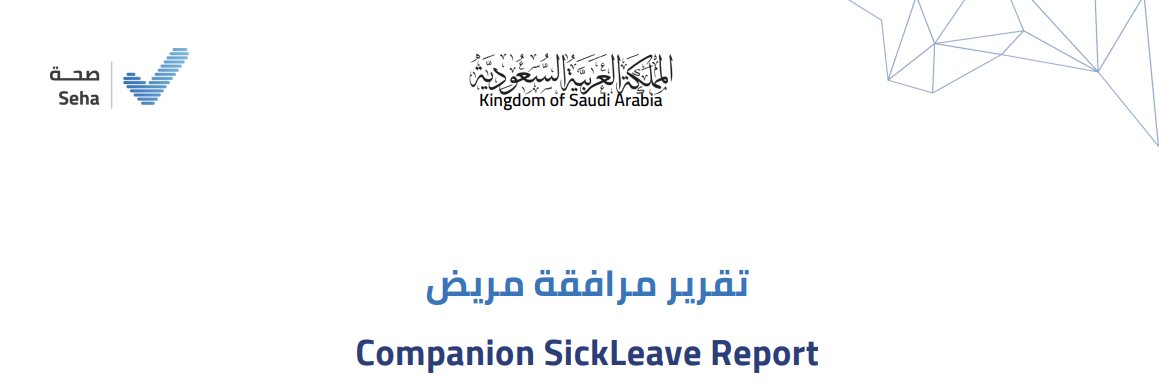 صحة
Seha
المملكة العربية السعودية
Kingdom of Saudi Arabia
تقرير مرافقة مريض
Companion SickLeave Report